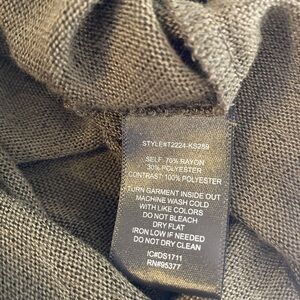 STYLE#T2224-KS259
SELF: 70% RAYON
30% POLYESTER
CONTRAST: 100% POLYESTER
TURN GARMENT INSIDE OUT
MACHINE WASH COLD
WITH LIKE COLORS
DO NOT BLEACH
DRY FLAT
IRON LOW IF NEEDED
DO NOT DRY CLEAN
IC#DS1711
RN#95377